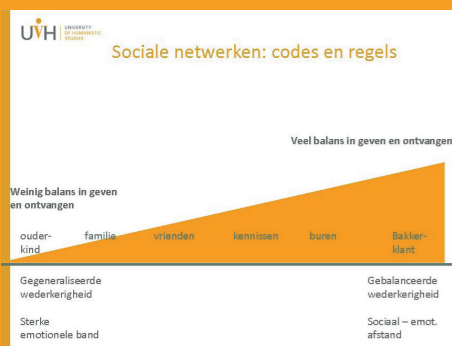 UVH
UNIVERSITY
OF HUMANISTIC
STUDIES
Sociale netwerken: codes en regels
Veel balans in geven en ontvangen
Weinig balans in geven
en ontvangen
ouder-
kind
familie
vrienden
kennissen
buren
Bakker-
klant
Gegeneraliseerde
wederkerigheid
Gebalanceerde
wederkerigheid
Sterke
emotionele band
Sociaal – emot.
afstand